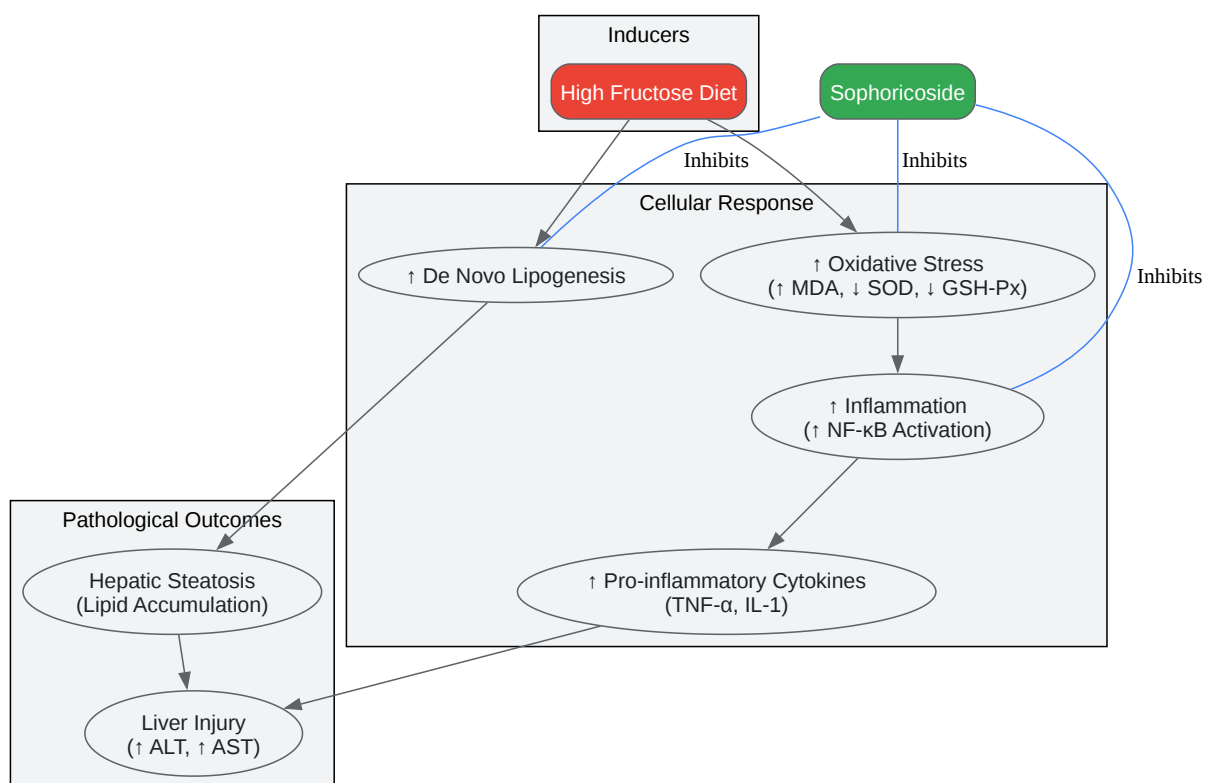 Inducers
High Fructose Diet
Sophoricoside
Inhibits
Inhibits
Cellular Response
↑ De Novo Lipogenesis
↑ Oxidative Stress
(↑ MDA, ↓ SOD, ↓ GSH-Px)
Inhibits
↑ Inflammation
(↑ NF-κB Activation)
Pathological Outcomes
Hepatic Steatosis
(Lipid Accumulation)
↑ Pro-inflammatory Cytokines
(TNF-α, IL-1)
Liver Injury
(↑ ALT, ↑ AST)